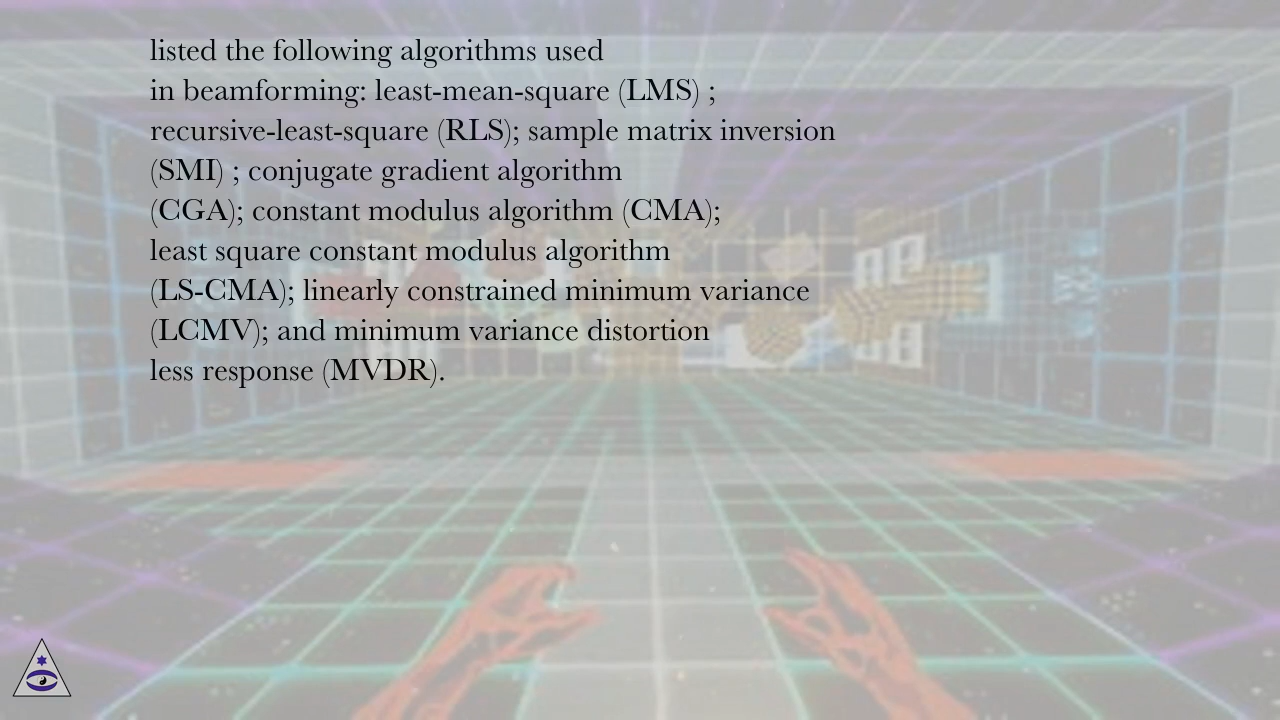 listed the following algorithms used
in beamforming: least-mean-square (LMS) ;
recursive-least-square (RLS); sample matrix inversion
(SMI) ; conjugate gradient algorithm
(CGA); constant modulus algorithm (CMA);
least square constant modulus algorithm
(LS-CMA); linearly constrained minimum variance
(LCMV); and minimum variance distortion
less response (MVDR).